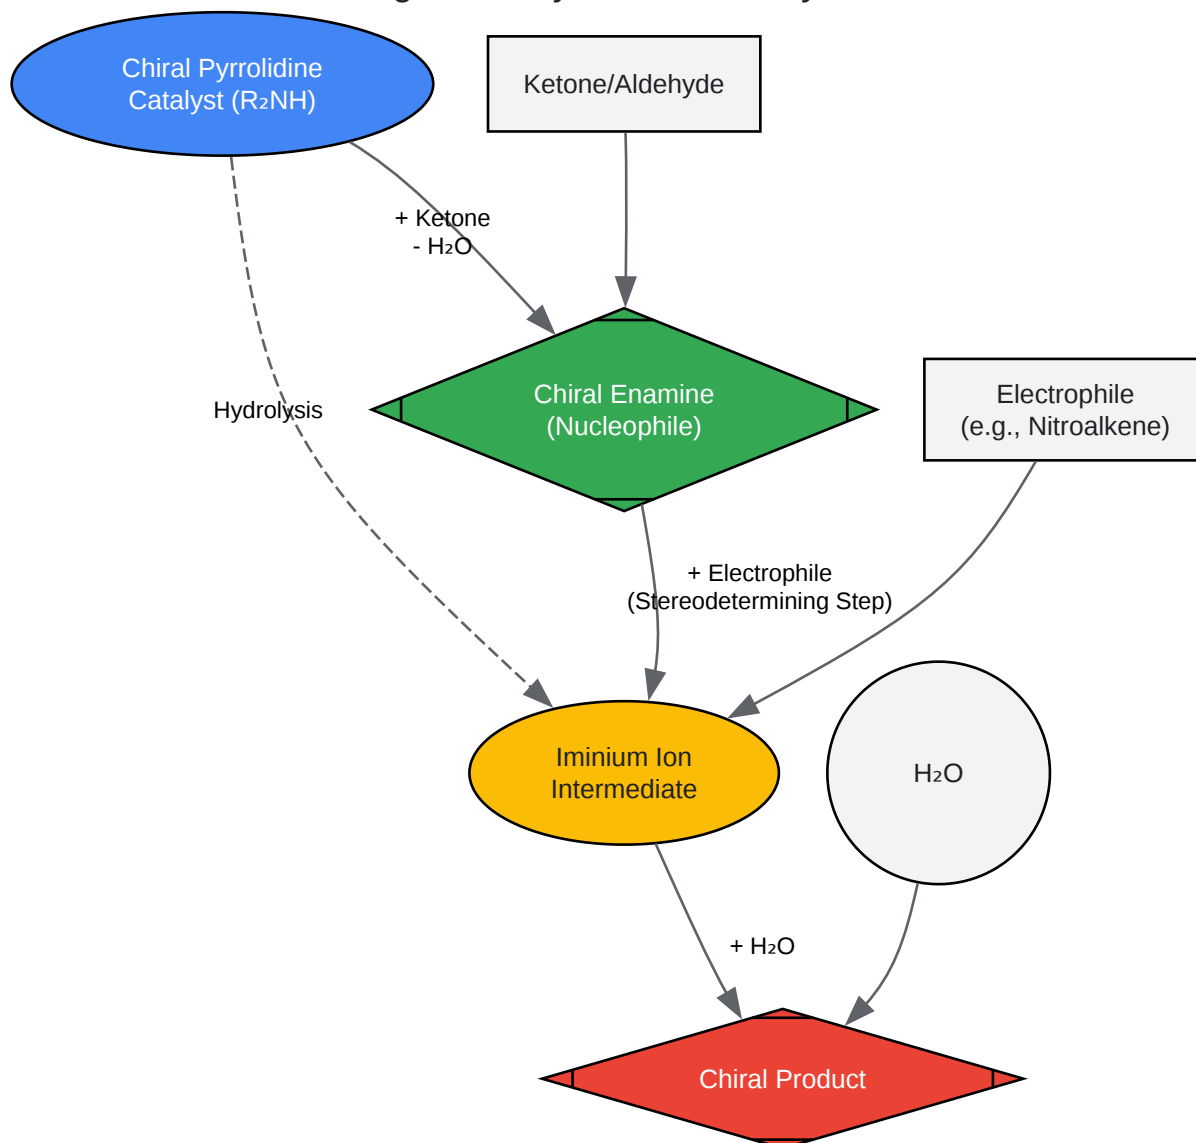 Chiral Pyrrolidine
Catalyst (R₂NH)
Ketone/Aldehyde
+ Ketone
- H₂O
Chiral Enamine
(Nucleophile)
Hydrolysis
Electrophile
(e.g., Nitroalkene)
+ Electrophile
(Stereodetermining Step)
Iminium Ion
Intermediate
H₂O
+ H₂O
Chiral Product